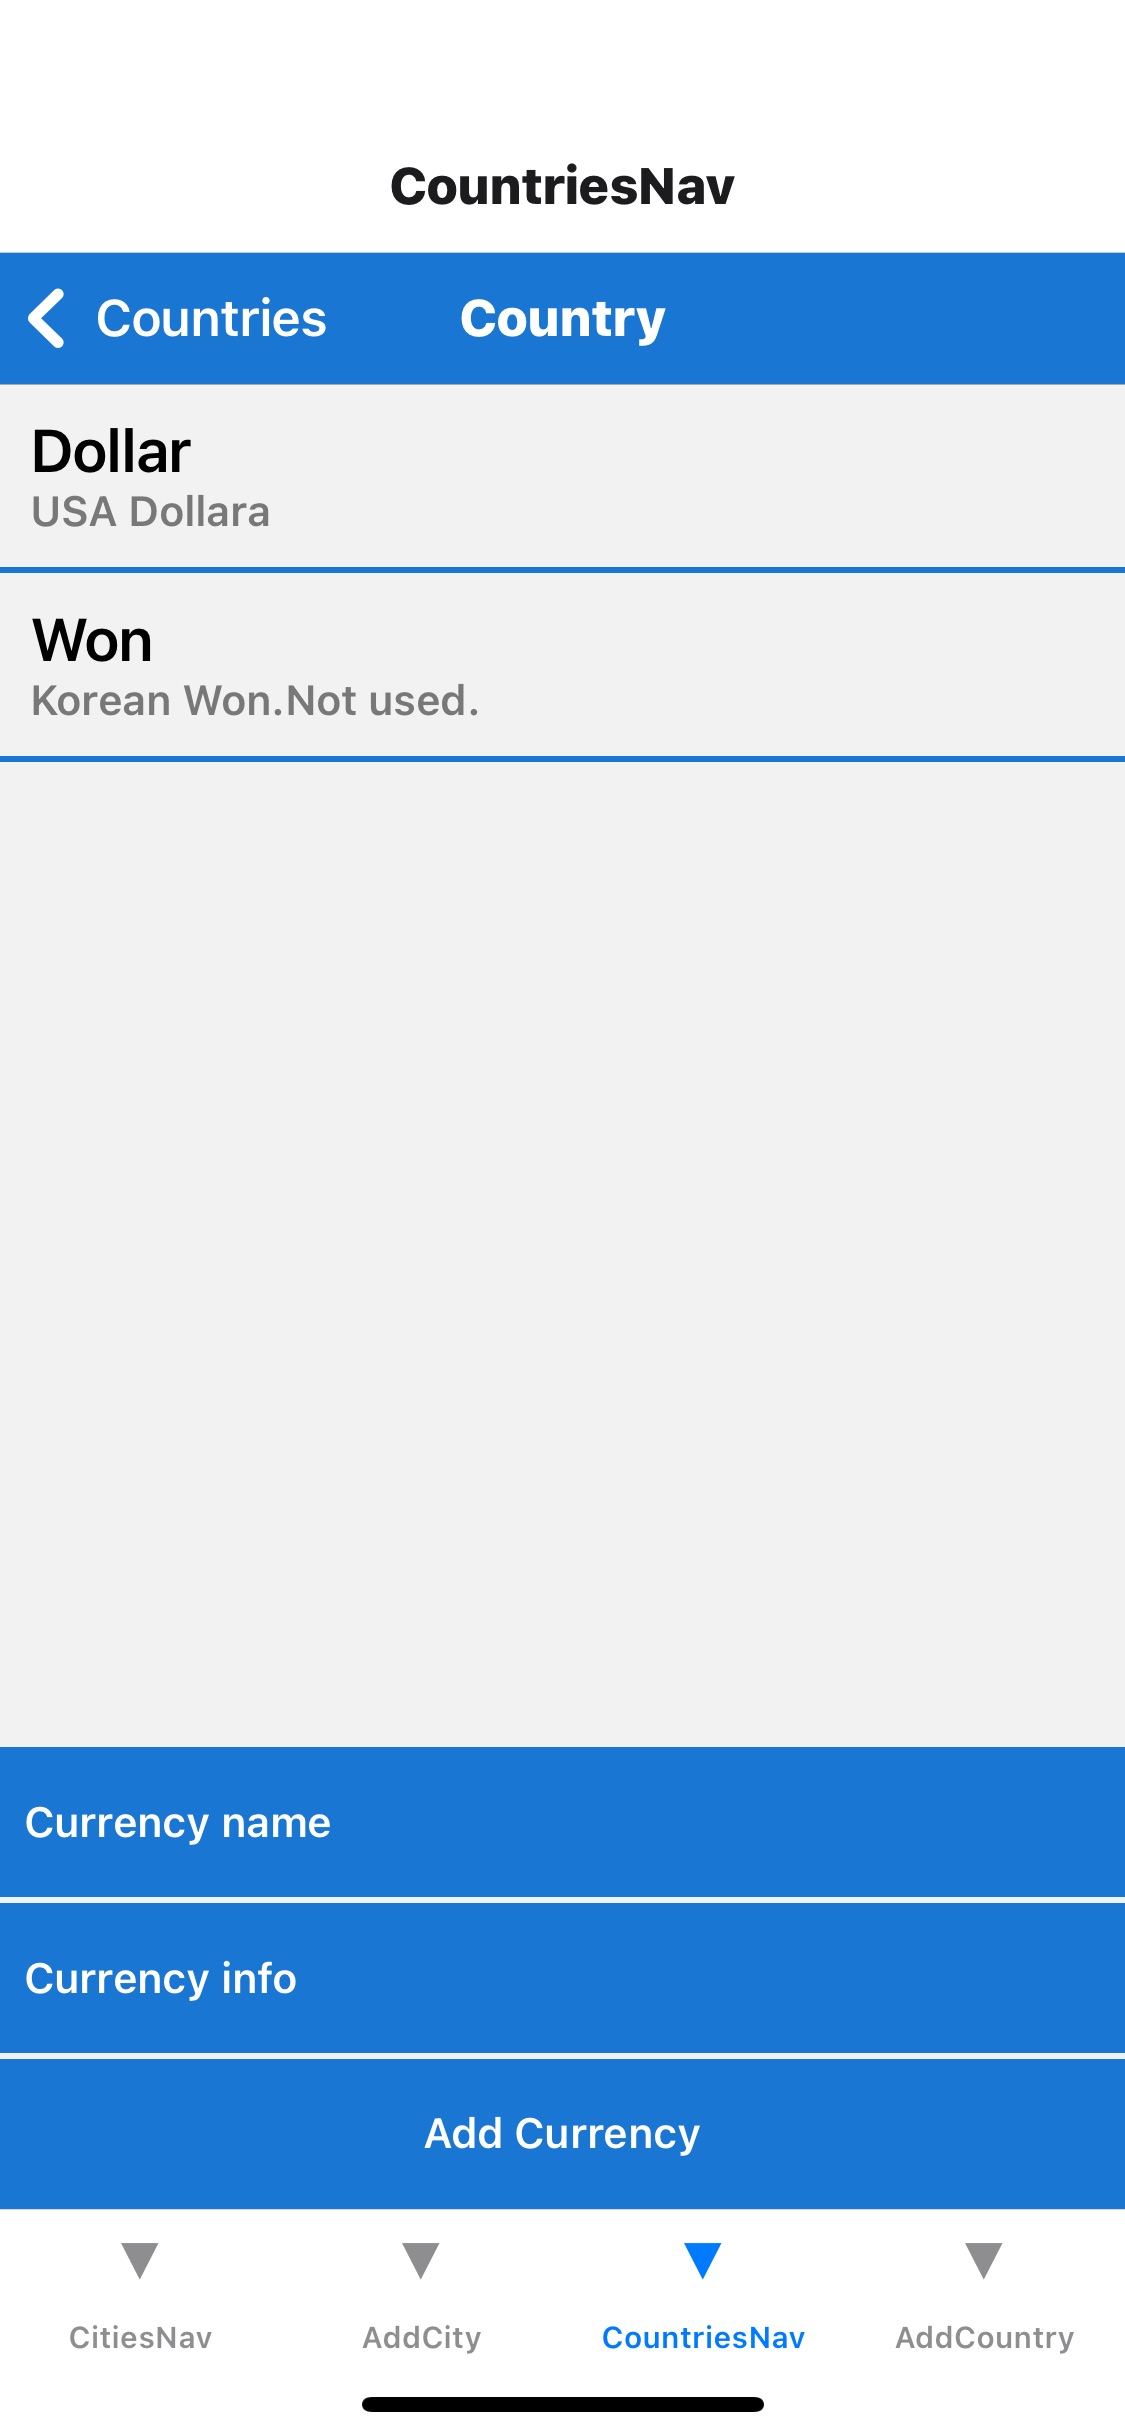 CountriesNav
Countries
Country
Dollar
USA Dollara
Won
Korean Won.Not used.
Currency name
Currency info
Add Currency
CitiesNav
AddCity
CountriesNav
AddCountry